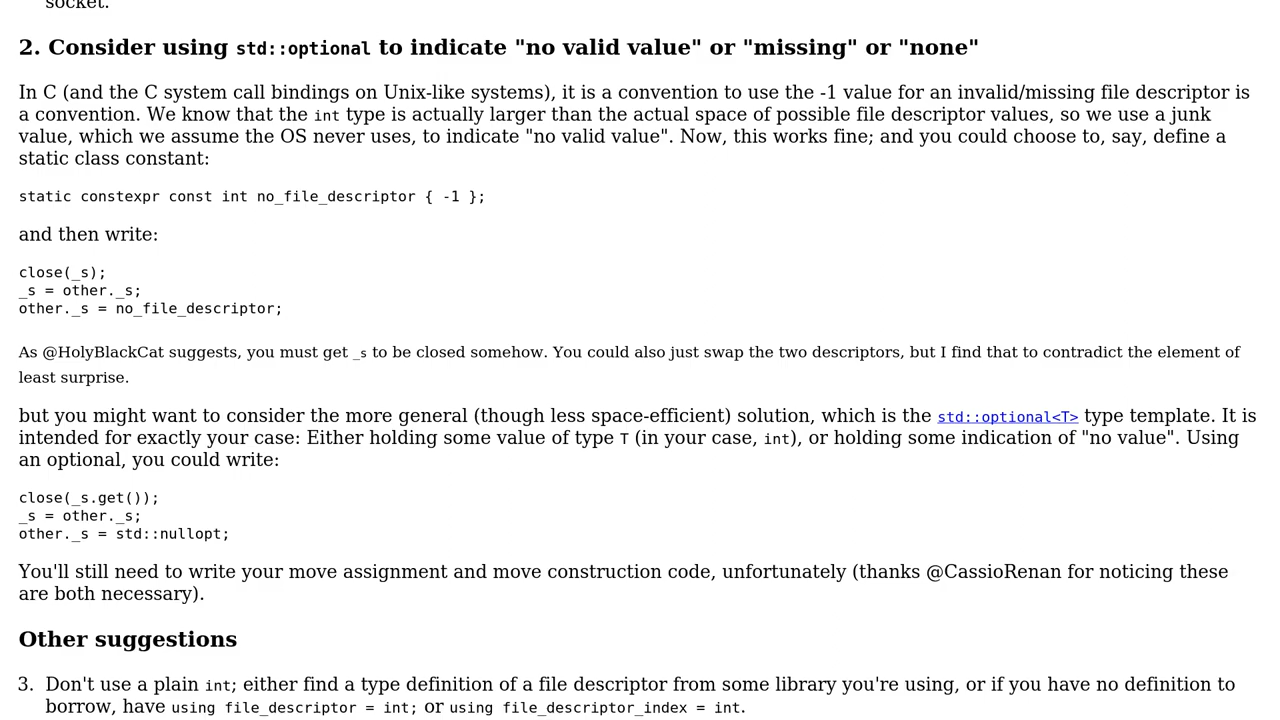 socket.
2. Consider using std::optional to indicate "no valid value" or "missing" or "none"
In C (and the C system call bindings on Unix-like systems), it is a convention to use the -1 value for an invalid/missing file descriptor is
a convention. We know that the int type is actually larger than the actual space of possible file descriptor values, so we use a junk
value, which we assume the OS never uses, to indicate "no valid value". Now, this works fine; and you could choose to, say, define a
static class constant:
static constexpr const int no_file_descriptor { -1 };
and then write:
close(_s);
_s = other._s;
other._s = no_file_descriptor;
As @HolyBlackCat suggests, you must get _s to be closed somehow. You could also just swap the two descriptors, but I find that to contradict the element of
least surprise.
but you might want to consider the more general (though less space-efficient) solution, which is the std::optional<T> type template. It is
intended for exactly your case: Either holding some value of type T (in your case, int), or holding some indication of "no value". Using
an optional, you could write:
close(_s.get());
_s = other._s;
other._s = std::nullopt;
You'll still need to write your move assignment and move construction code, unfortunately (thanks @CassioRenan for noticing these
are both necessary).
Other suggestions
3. Don't use a plain int; either find a type definition of a file descriptor from some library you're using, or if you have no definition to
borrow, have using file_descriptor = int; or using file_descriptor_index = int.